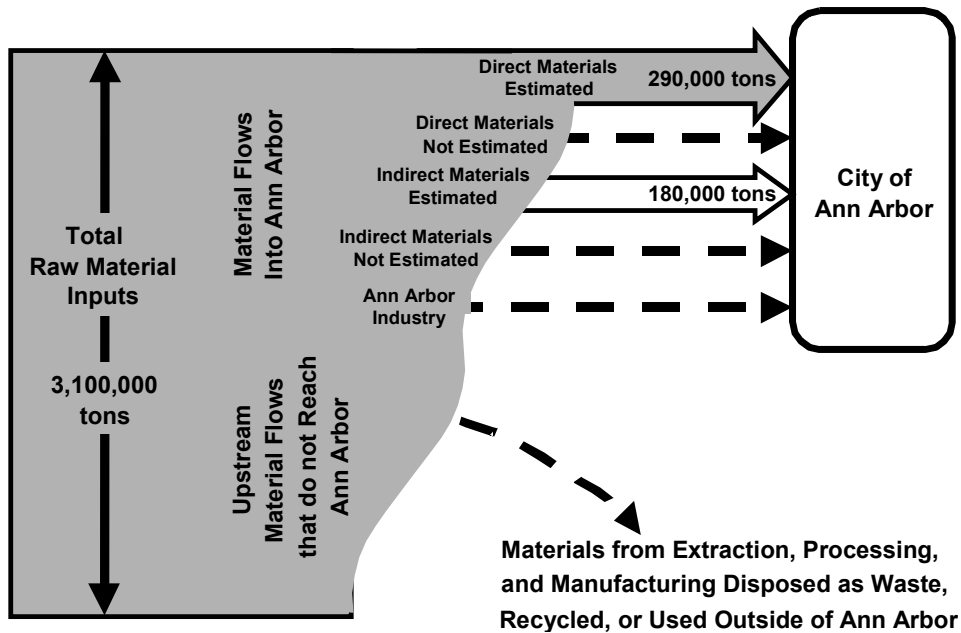 Direct Materials
Estimated
290,000 tons
Direct Materials
Not Estimated
Indirect Materials
Estimated
180,000 tons
Indirect Materials
Not Estimated
Ann Arbor
Industry
City of
Ann Arbor
Material Flows
Into Ann Arbor
Total
Raw Material
Inputs
3,100,000
tons
Upstream
Material Flows
that do not Reach
Ann Arbor
Materials from Extraction, Processing,
and Manufacturing Disposed as Waste,
Recycled, or Used Outside of Ann Arbor